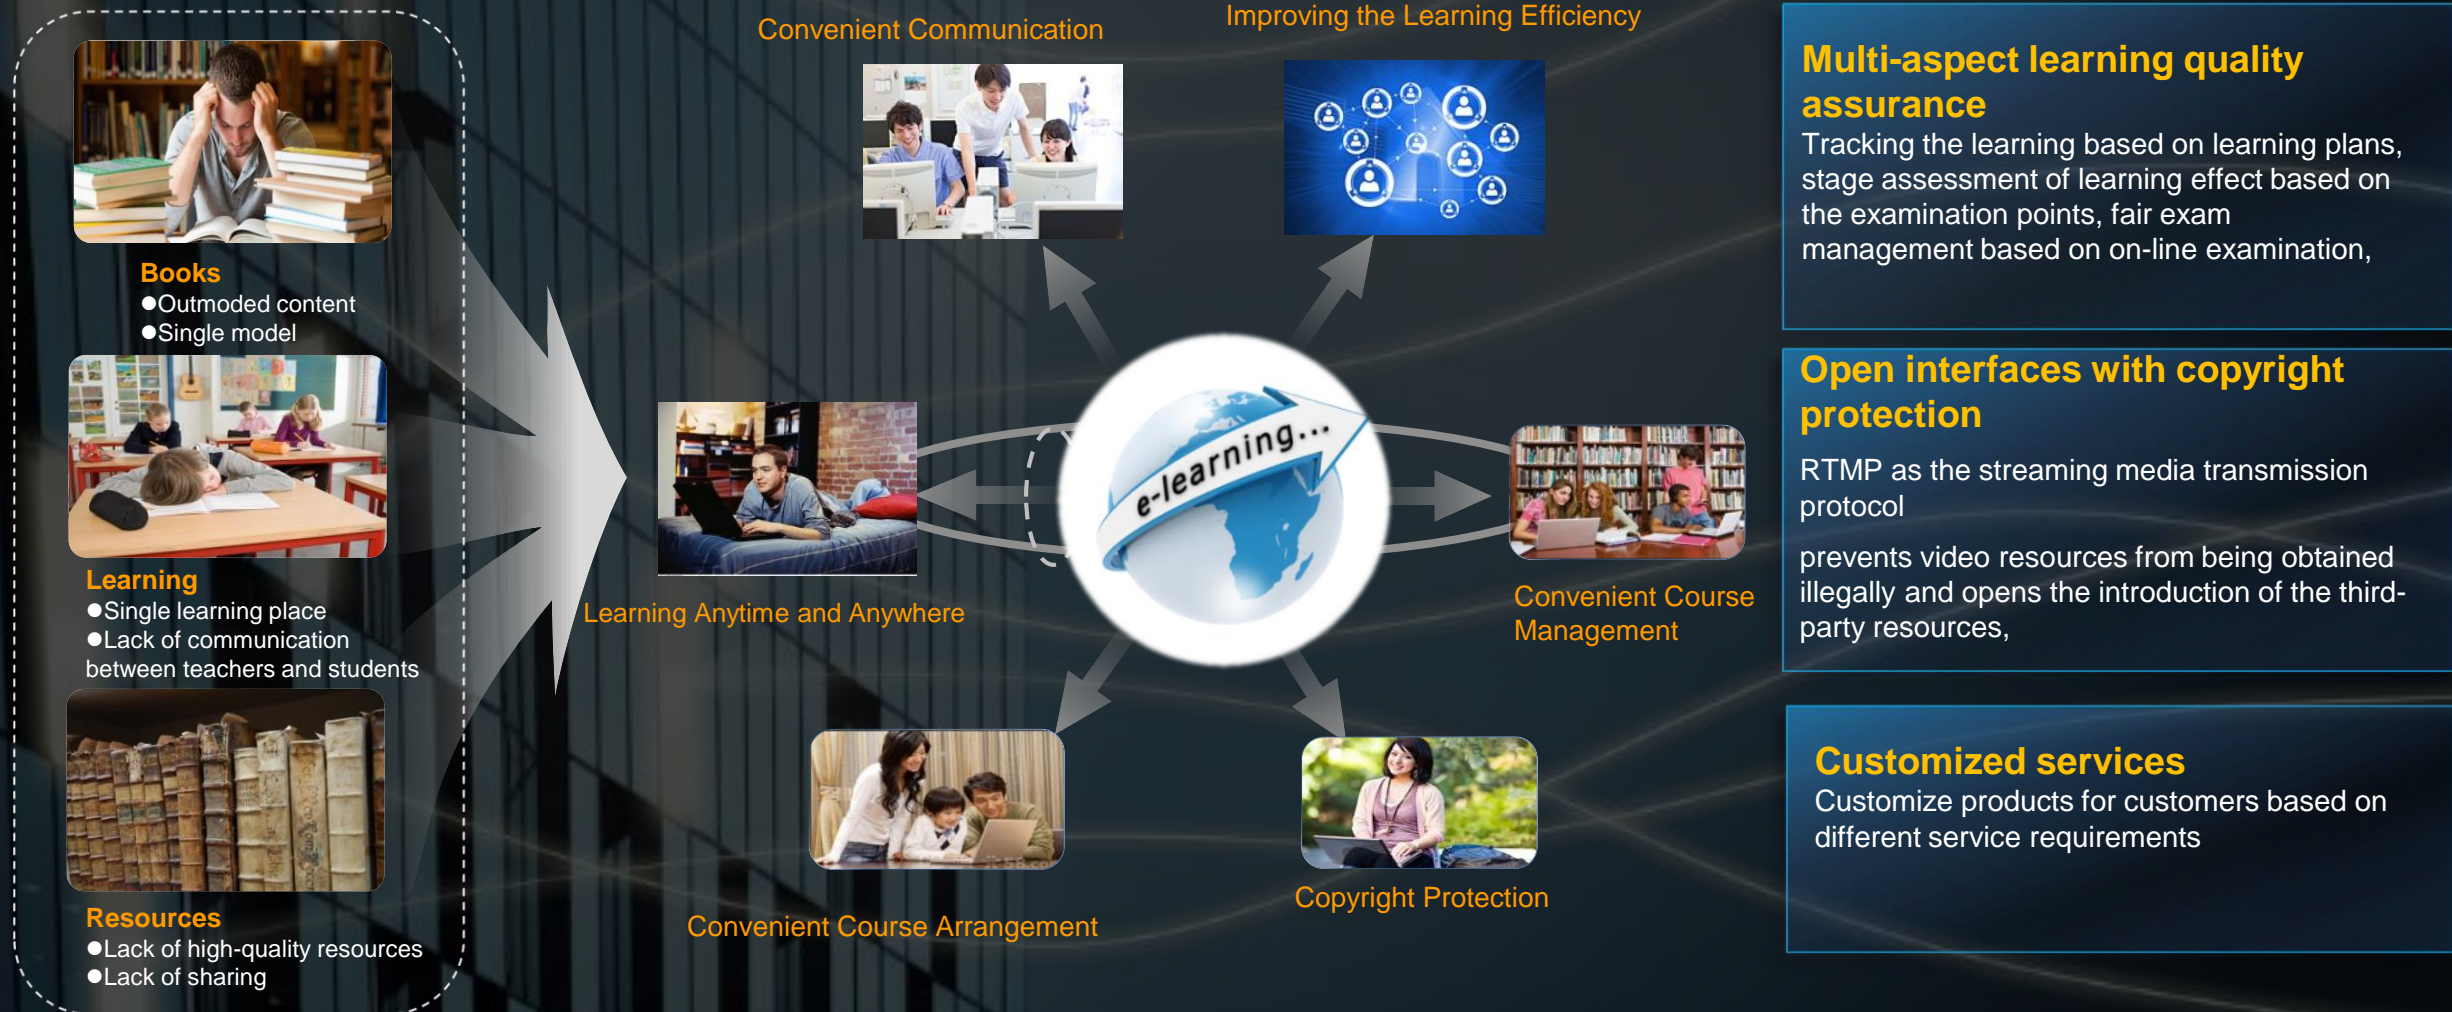 Books
●Outmoded content
●Single model
Learning
●Single learning place
●Lack of communication
between teachers and students
Resources
●Lack of high-quality resources
●Lack of sharing
Convenient Communication
Improving the Learning Efficiency
e-learning...
Learning Anytime and Anywhere
Convenient Course
Management
Convenient Course Arrangement
Copyright Protection
Multi-aspect learning quality
assurance
Tracking the learning based on learning plans,
stage assessment of learning effect based on
the examination points, fair exam
management based on on-line examination,
Open interfaces with copyright
protection
RTMP as the streaming media transmission
protocol
prevents video resources from being obtained
illegally and opens the introduction of the third-
party resources,
Customized services
Customize products for customers based on
different service requirements